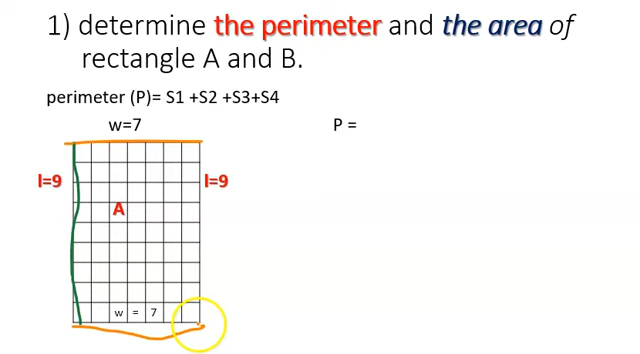 1) determine the perimeter and the area of
rectangle A and B.
perimeter (P)= S1 +S2 +S3+S4
w=7
P =
l=9
l=9
A
w = 7